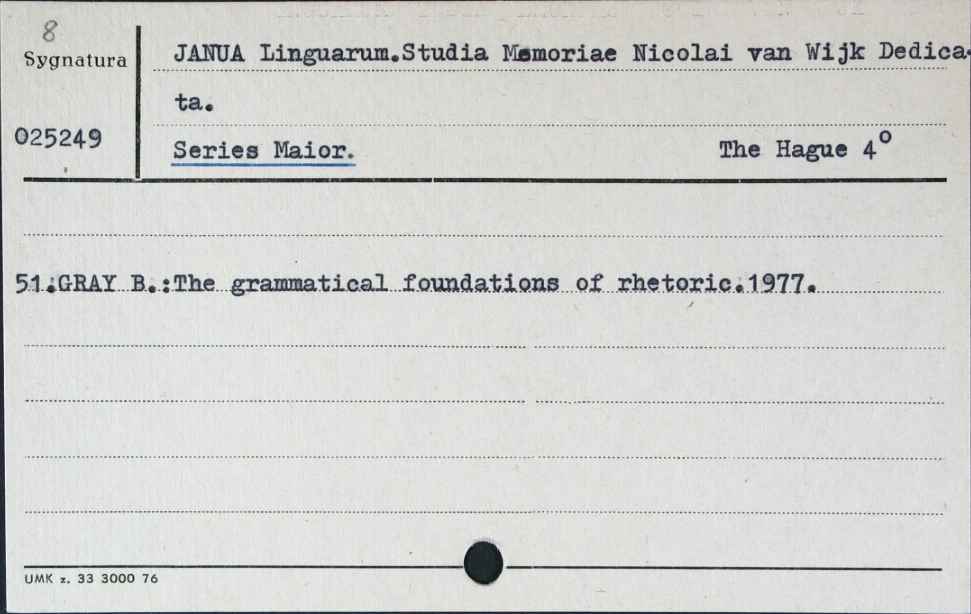 8
Sygnatura
JANUA Linguarum.Studia Memoriae Nicolai van Wijk Dedica-
ta.
025249
Series Maior. The Hague 4°
51.GRAY B.:The grammatical foundations of rhetoric.1977.
UMK z. 33 3000 76